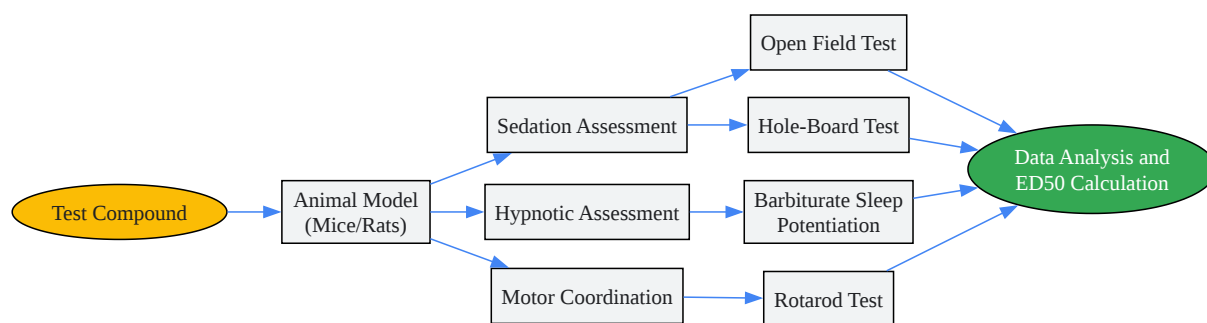 Test Compound
Animal Model
(Mice/Rats)
Sedation Assessment
Hypnotic Assessment
Motor Coordination
Open Field Test
Hole-Board Test
Barbiturate Sleep
Potentiation
Rotarod Test
Data Analysis and
ED50 Calculation